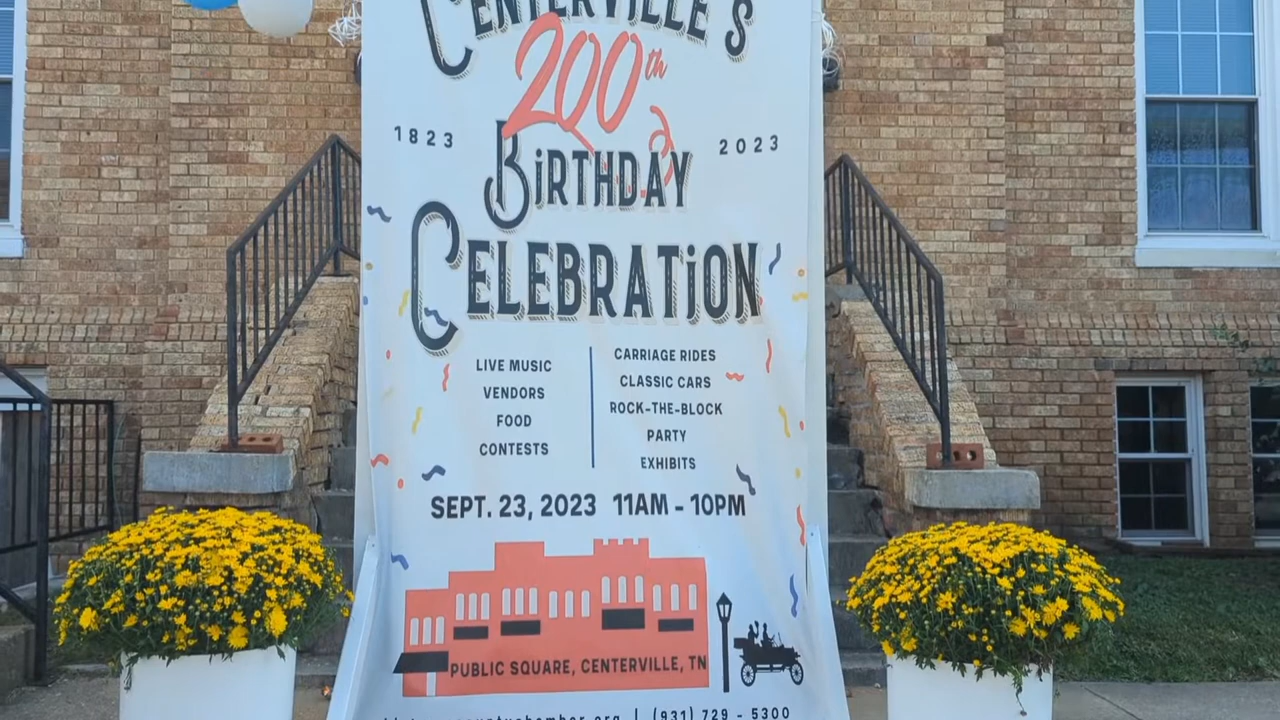 CENTERVILLE'S
200th
1823 2023
BiRTHDAY
CELEBRATiON
LIVE MUSIC
VENDORS
FOOD
CONTESTS
CARRIAGE RIDES
CLASSIC CARS
ROCK-THE-BLOCK
PARTY
EXHIBITS
SEPT. 23, 2023 11AM - 10PM
PUBLIC SQUARE, CENTERVILLE, TN
| (931) 729 - 5300